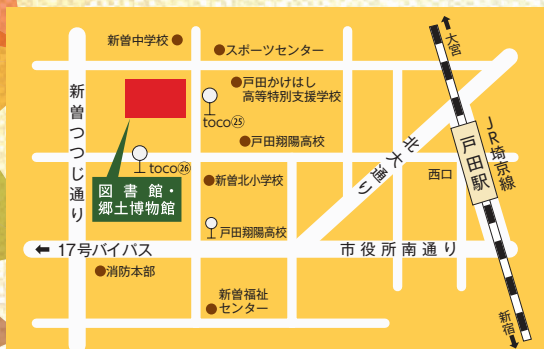 新曽中学校
スポーツセンター
大宮
戸田かけはし
高等特別支援学校
toco㉕
新曽つつじ通り
戸田翔陽高校
北大通り
JR埼京線
戸田駅
西口
toco㉖
新曽北小学校
図書館・
郷土博物館
戸田翔陽高校
← 17号バイパス
市役所南通り
消防本部
新曽福祉
センター
新宿